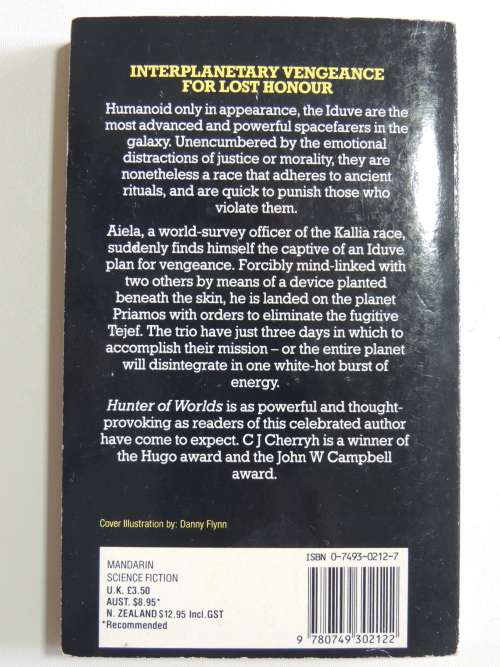 INTERPLANETARY VENGEANCE
FOR LOST HONOUR
Humanoid only in appearance, the Iduve are the
most advanced and powerful spacefarers in the
galaxy. Unencumbered by the emotional
distractions of justice or morality, they are
nonetheless a race that adheres to ancient
rituals, and are quick to punish those who
violate them.
Aiela, a world-survey officer of the Kallia race,
suddenly finds himself the captive of an Iduve
plan for vengeance. Forcibly mind-linked with
two others by means of a device planted
beneath the skin, he is landed on the planet
Priamos with orders to eliminate the fugitive
Tejef. The trio have just three days in which to
accomplish their mission – or the entire planet
will disintegrate in one white-hot burst of
energy.
Hunter of Worlds is as powerful and thought-
provoking as readers of this celebrated author
have come to expect. C J Cherryh is a winner of
the Hugo award and the John W Campbell
award.
Cover Illustration by: Danny Flynn
MANDARIN
SCIENCE FICTION
U.K. £3.50
AUST. $8.95*
N. ZEALAND $12.95 Incl.GST
*Recommended
ISBN 0-7493-0212-7
9 780749 302122